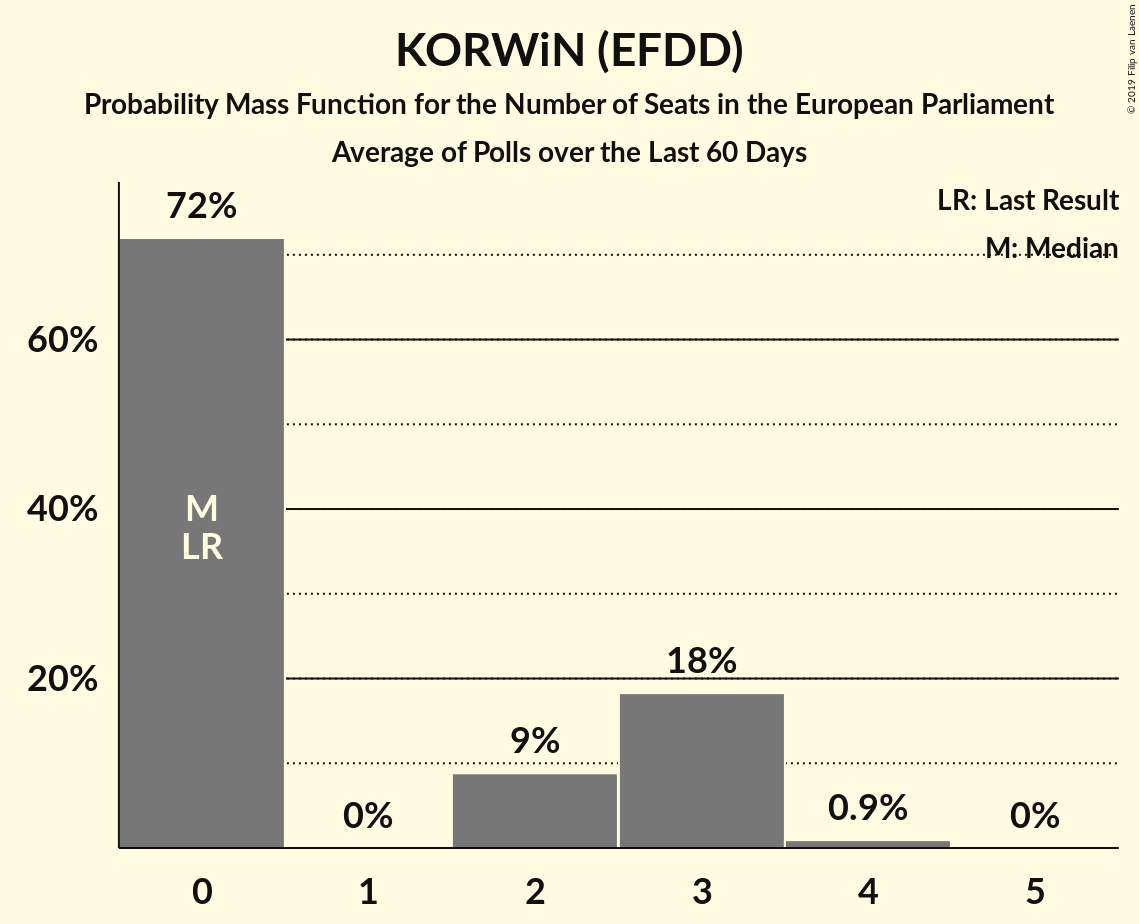 KORWiN (EFDD)
Probability Mass Function for the Number of Seats in the European Parliament
Average of Polls over the Last 60 Days
© 2019 Filip van Laenen
LR: Last Result
M: Median
72%
60%
40%
20%
M
LR
0%
9%
18%
0.9%
0%
0 1 2 3 4 5